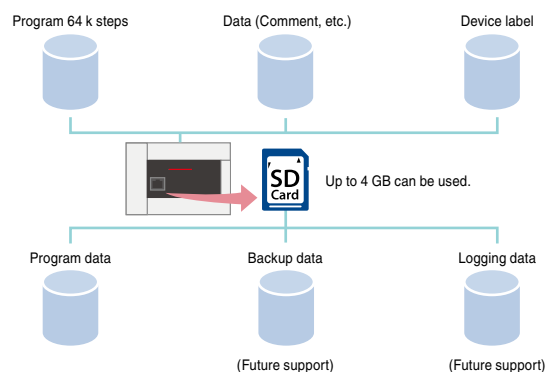 Program 64 k steps
Data (Comment, etc.)
Device label
SD
Card
Up to 4 GB can be used.
Program data
Backup data
Logging data
(Future support)
(Future support)